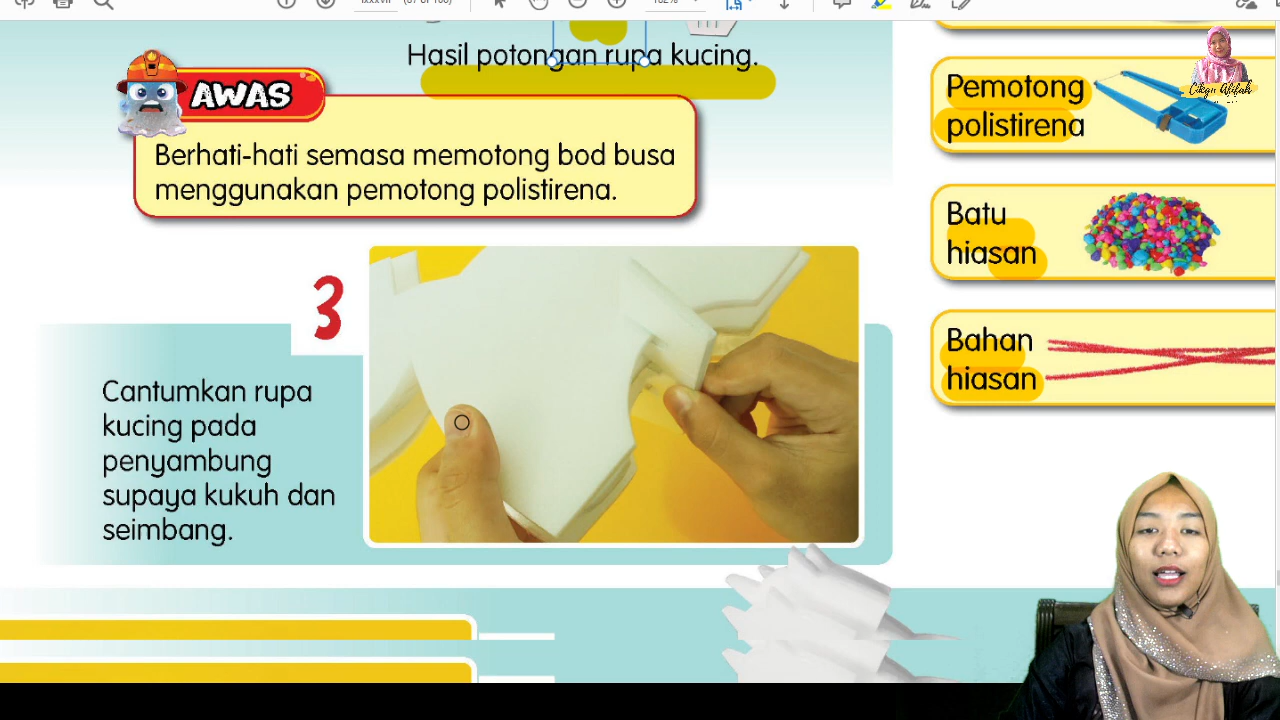 Hasil potongan rupa kucing.
AWAS
Berhati-hati semasa memotong bod busa
menggunakan pemotong polistirena.
3
Cantumkan rupa
kucing pada
penyambung
supaya kukuh dan
seimbang.
Pemotong
polistirena
Cikgu Afifah
Batu
hiasan
Bahan
hiasan